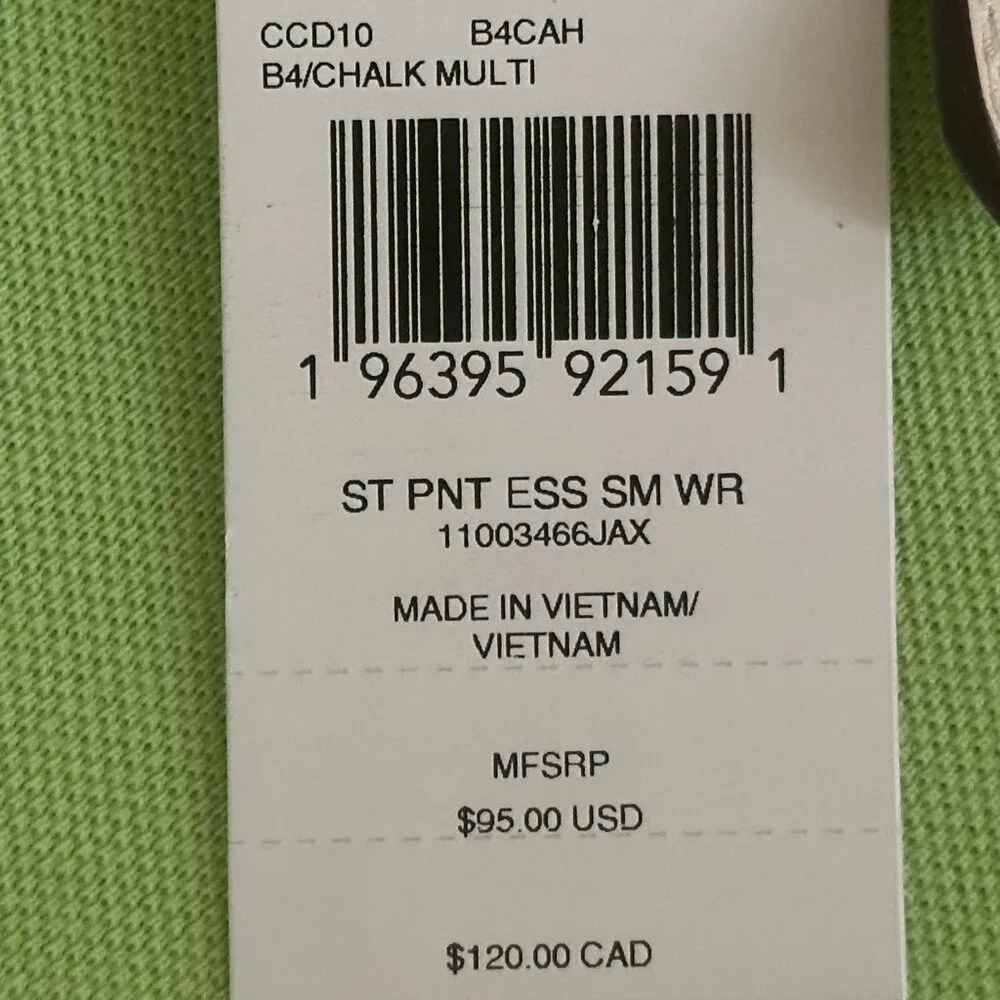 CCD10 B4CAH
B4/CHALK MULTI
1 96395 92159 1
ST PNT ESS SM WR
11003466JAX
MADE IN VIETNAM/
VIETNAM
MFSRP
$95.00 USD
$120.00 CAD